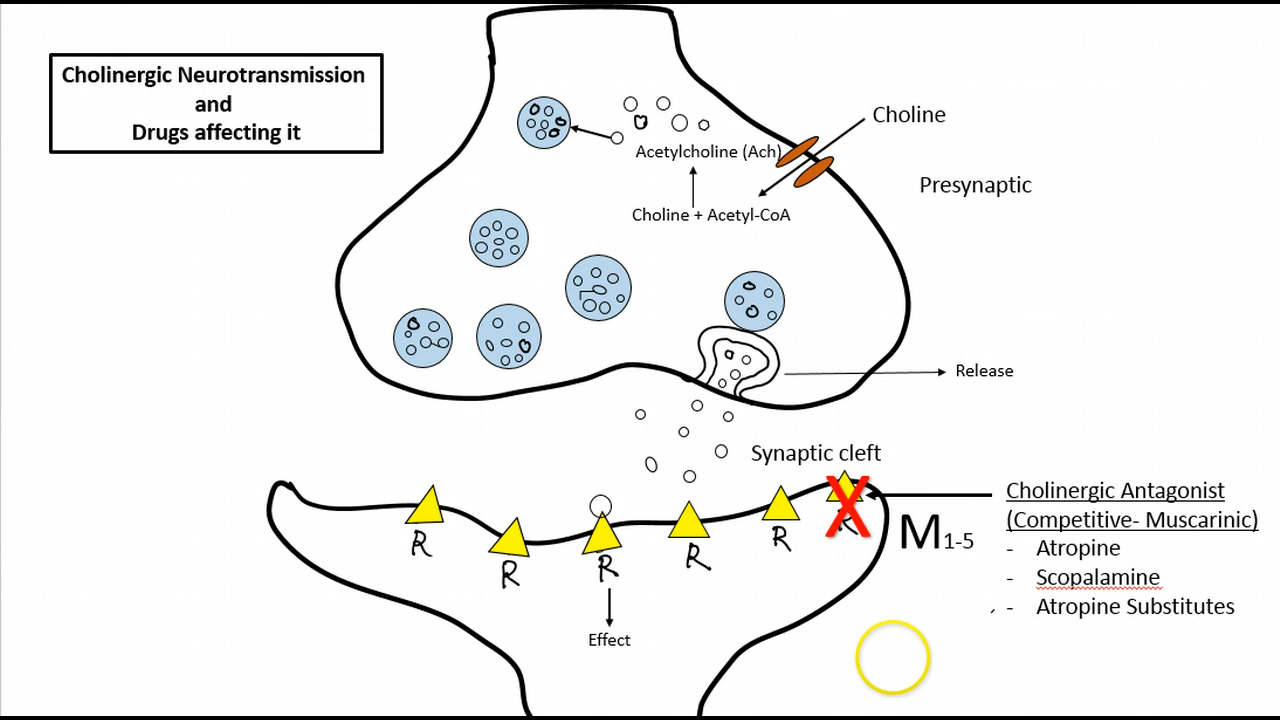 Cholinergic Neurotransmission
and
Drugs affecting it
Choline
Acetylcholine (Ach)
Presynaptic
Choline + Acetyl-CoA
Release
Synaptic cleft
Cholinergic Antagonist
(Competitive- Muscarinic)
- Atropine
- Scopalamine
- Atropine Substitutes
M1-5
R
R
R
R
R
R
Effect